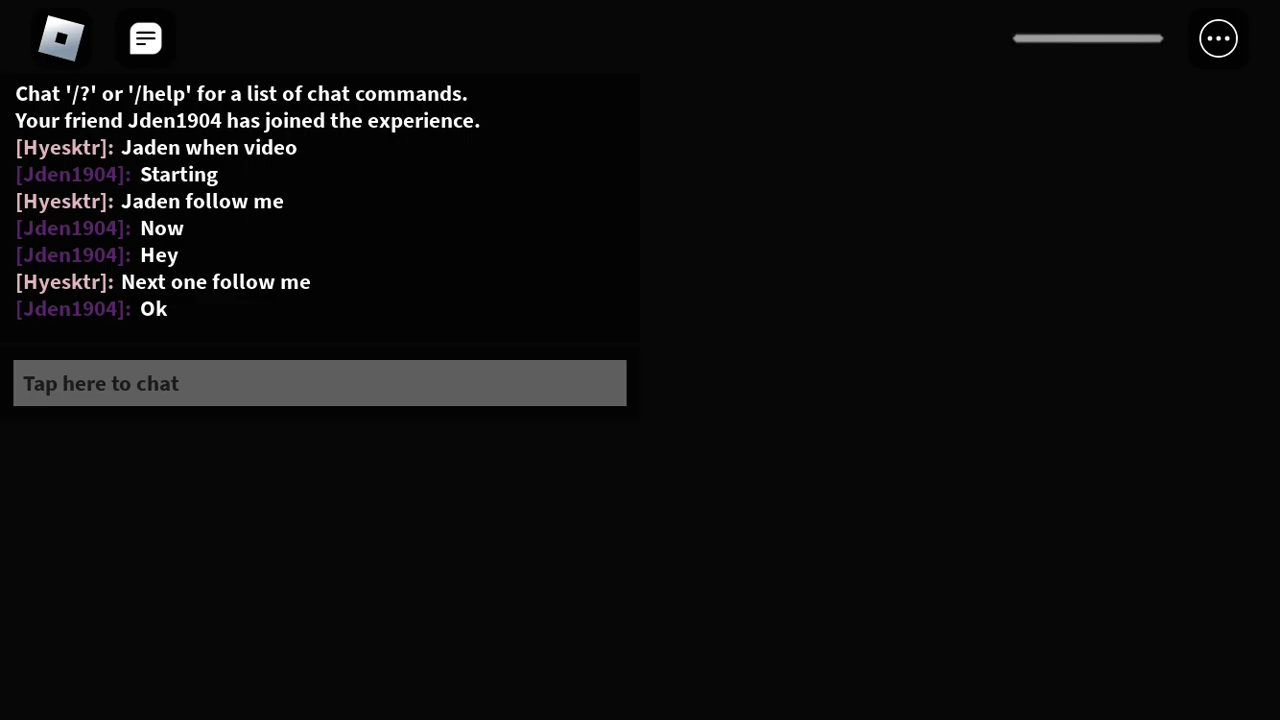 Chat '/?' or '/help' for a list of chat commands.
Your friend Jden1904 has joined the experience.
[Hyesktr]: Jaden when video
[Jden1904]: Starting
[Hyesktr]: Jaden follow me
[Jden1904]: Now
[Jden1904]: Hey
[Hyesktr]: Next one follow me
[Jden1904]: Ok
Tap here to chat